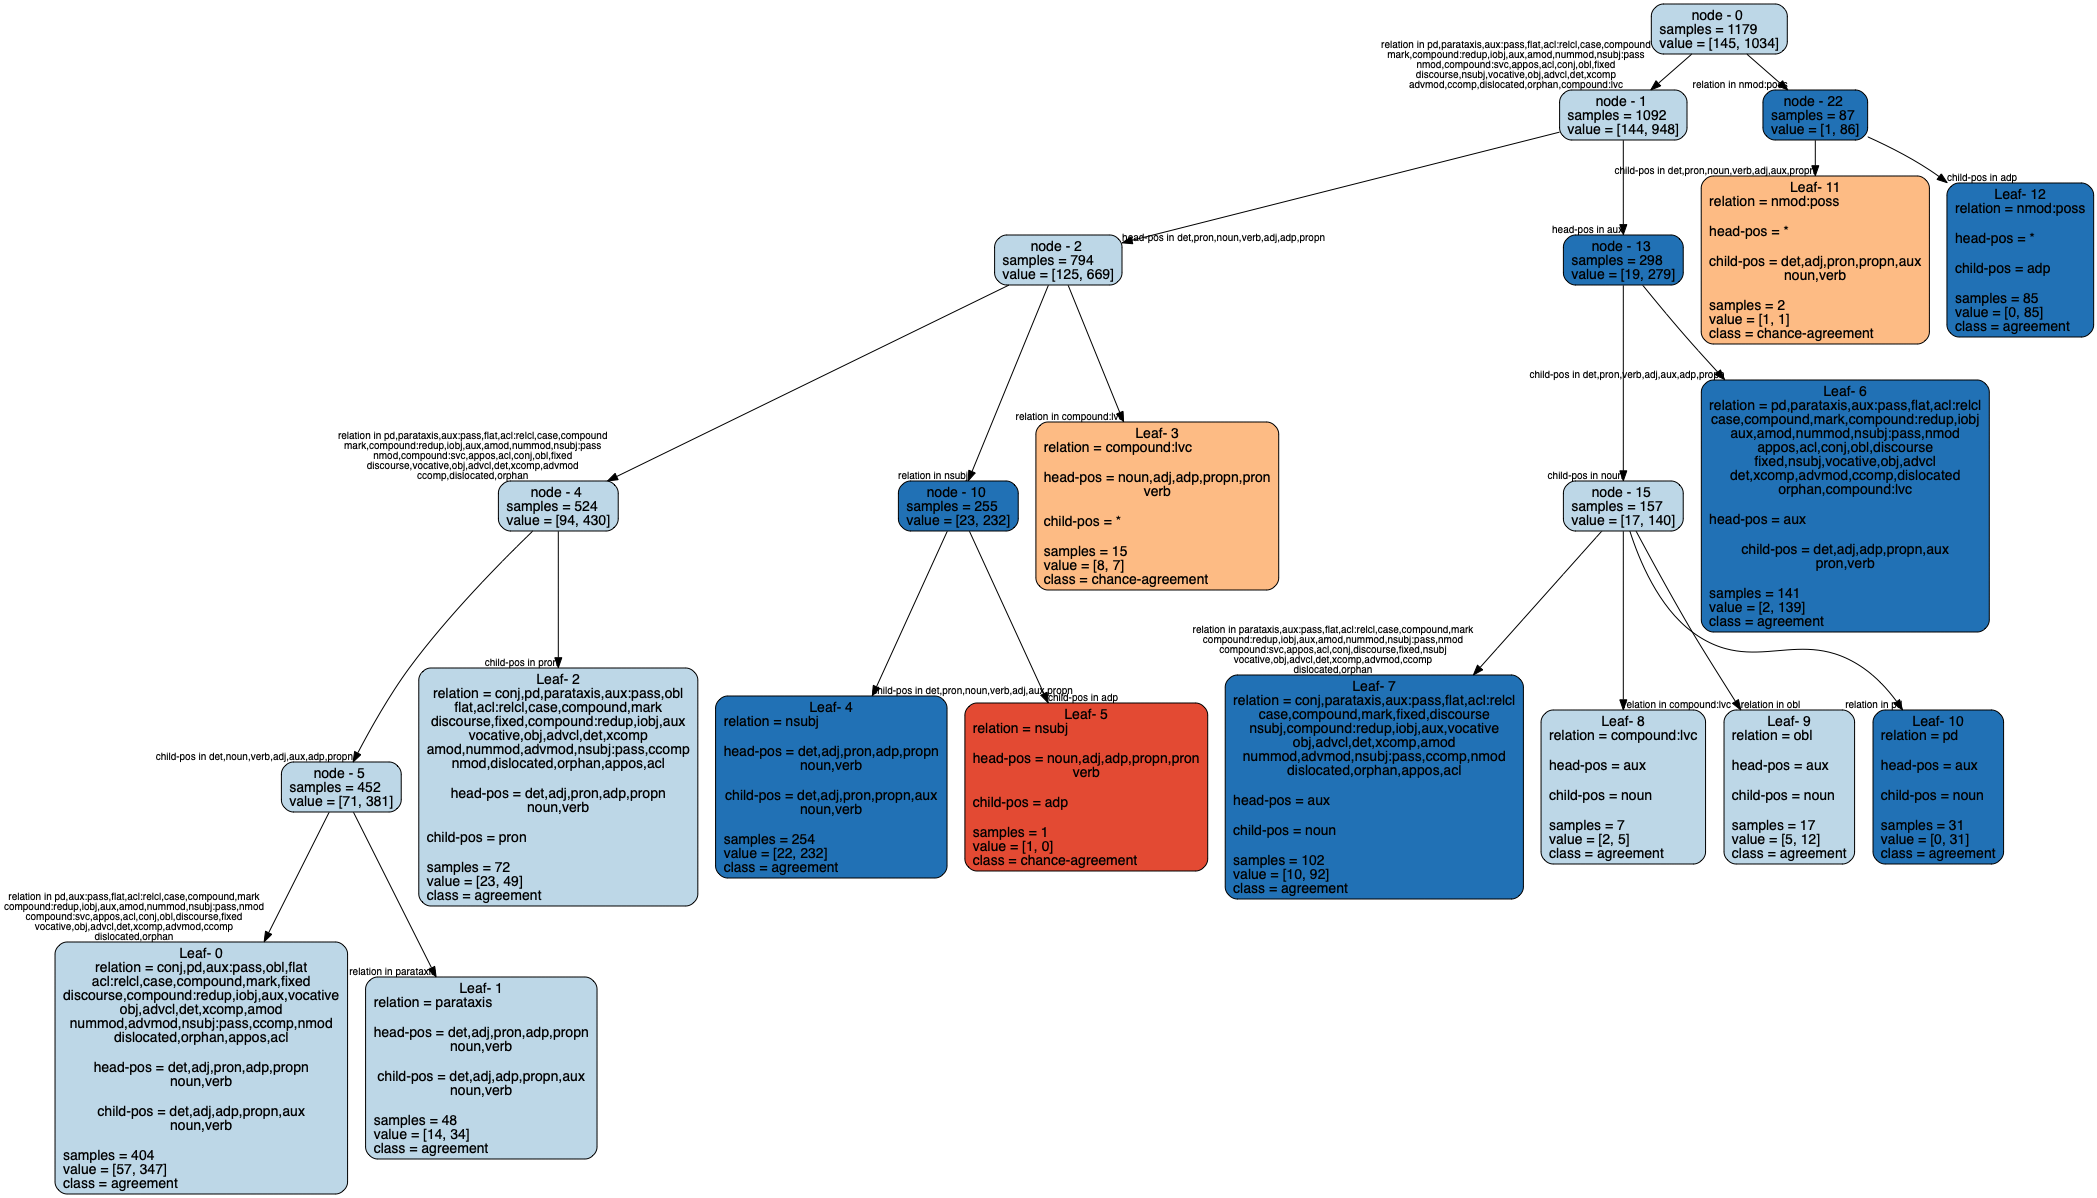 node - 0
samples = 1179
value = [145, 1034]
relation in pd,parataxis,aux:pass,flat,acl:relcl,case,compound
mark,compound:redup,iobj,aux,amod,nummod,nsubj:pass
nmod,compound:svc,appos,acl,conj,obl,fixed
discourse,nsubj,vocative,obj,advcl,det,xcomp
advmod,ccomp,dislocated,orphan,compound:lvc
node - 1
samples = 1092
value = [144, 948]
relation in nmod:poss
node - 22
samples = 87
value = [1, 86]
child-pos in det,pron,noun,verb,adj,aux,propn
Leaf- 11
relation = nmod:poss
head-pos = *
child-pos = det,adj,pron,propn,aux
noun,verb
samples = 2
value = [1, 1]
class = chance-agreement
child-pos in adp
Leaf- 12
relation = nmod:poss
head-pos = *
child-pos = adp
samples = 85
value = [0, 85]
class = agreement
head-pos in det,pron,noun,verb,adj,adp,propn
node - 2
samples = 794
value = [125, 669]
head-pos in aux
node - 13
samples = 298
value = [19, 279]
child-pos in det,pron,verb,adj,aux,adp,propn
Leaf- 6
relation = pd,parataxis,aux:pass,flat,acl:relcl
case,compound,mark,compound:redup,iobj
aux,amod,nummod,nsubj:pass,nmod
appos,acl,conj,obl,discourse
fixed,nsubj,vocative,obj,advcl
det,xcomp,advmod,ccomp,dislocated
orphan,compound:lvc
head-pos = aux
child-pos = det,adj,adp,propn,aux
pron,verb
samples = 141
value = [2, 139]
class = agreement
relation in pd,parataxis,aux:pass,flat,acl:relcl,case,compound
mark,compound:redup,iobj,aux,amod,nummod,nsubj:pass
nmod,compound:svc,appos,acl,conj,obl,fixed
discourse,vocative,obj,advcl,det,xcomp,advmod
ccomp,dislocated,orphan
node - 4
samples = 524
value = [94, 430]
relation in nsubj
node - 10
samples = 255
value = [23, 232]
relation in compound:lvc
Leaf- 3
relation = compound:lvc
head-pos = noun,adj,adp,propn,pron
verb
child-pos = *
samples = 15
value = [8, 7]
class = chance-agreement
child-pos in noun
node - 15
samples = 157
value = [17, 140]
child-pos in det,noun,verb,adj,aux,adp,propn
node - 5
samples = 452
value = [71, 381]
child-pos in pron
Leaf- 2
relation = conj,pd,parataxis,aux:pass,obl
flat,acl:relcl,case,compound,mark
discourse,fixed,compound:redup,iobj,aux
vocative,obj,advcl,det,xcomp
amod,nummod,advmod,nsubj:pass,ccomp
nmod,dislocated,orphan,appos,acl
head-pos = det,adj,pron,adp,propn
noun,verb
child-pos = pron
samples = 72
value = [23, 49]
class = agreement
child-pos in det,pron,noun,verb,adj,aux,propn
Leaf- 4
relation = nsubj
head-pos = det,adj,pron,adp,propn
noun,verb
child-pos = det,adj,pron,propn,aux
noun,verb
samples = 254
value = [22, 232]
class = agreement
child-pos in adp
Leaf- 5
relation = nsubj
head-pos = noun,adj,adp,propn,pron
verb
child-pos = adp
samples = 1
value = [1, 0]
class = chance-agreement
relation in parataxis,aux:pass,flat,acl:relcl,case,compound,mark
compound:redup,iobj,aux,amod,nummod,nsubj:pass,nmod
compound:svc,appos,acl,conj,discourse,fixed,nsubj
vocative,obj,advcl,det,xcomp,advmod,ccomp
dislocated,orphan
Leaf- 7
relation = conj,parataxis,aux:pass,flat,acl:relcl
case,compound,mark,fixed,discourse
nsubj,compound:redup,iobj,aux,vocative
obj,advcl,det,xcomp,amod
nummod,advmod,nsubj:pass,ccomp,nmod
dislocated,orphan,appos,acl
head-pos = aux
child-pos = noun
samples = 102
value = [10, 92]
class = agreement
relation in compound:lvc
Leaf- 8
relation = compound:lvc
head-pos = aux
child-pos = noun
samples = 7
value = [2, 5]
class = agreement
relation in obl
Leaf- 9
relation = obl
head-pos = aux
child-pos = noun
samples = 17
value = [5, 12]
class = agreement
relation in pd
Leaf- 10
relation = pd
head-pos = aux
child-pos = noun
samples = 31
value = [0, 31]
class = agreement
relation in pd,aux:pass,flat,acl:relcl,case,compound,mark
compound:redup,iobj,aux,amod,nummod,nsubj:pass,nmod
compound:svc,appos,acl,conj,obl,discourse,fixed
vocative,obj,advcl,det,xcomp,advmod,ccomp
dislocated,orphan
Leaf- 0
relation = conj,pd,aux:pass,obl,flat
acl:relcl,case,compound,mark,fixed
discourse,compound:redup,iobj,aux,vocative
obj,advcl,det,xcomp,amod
nummod,advmod,nsubj:pass,ccomp,nmod
dislocated,orphan,appos,acl
head-pos = det,adj,pron,adp,propn
noun,verb
child-pos = det,adj,adp,propn,aux
noun,verb
samples = 404
value = [57, 347]
class = agreement
relation in parataxis
Leaf- 1
relation = parataxis
head-pos = det,adj,pron,adp,propn
noun,verb
child-pos = det,adj,adp,propn,aux
noun,verb
samples = 48
value = [14, 34]
class = agreement